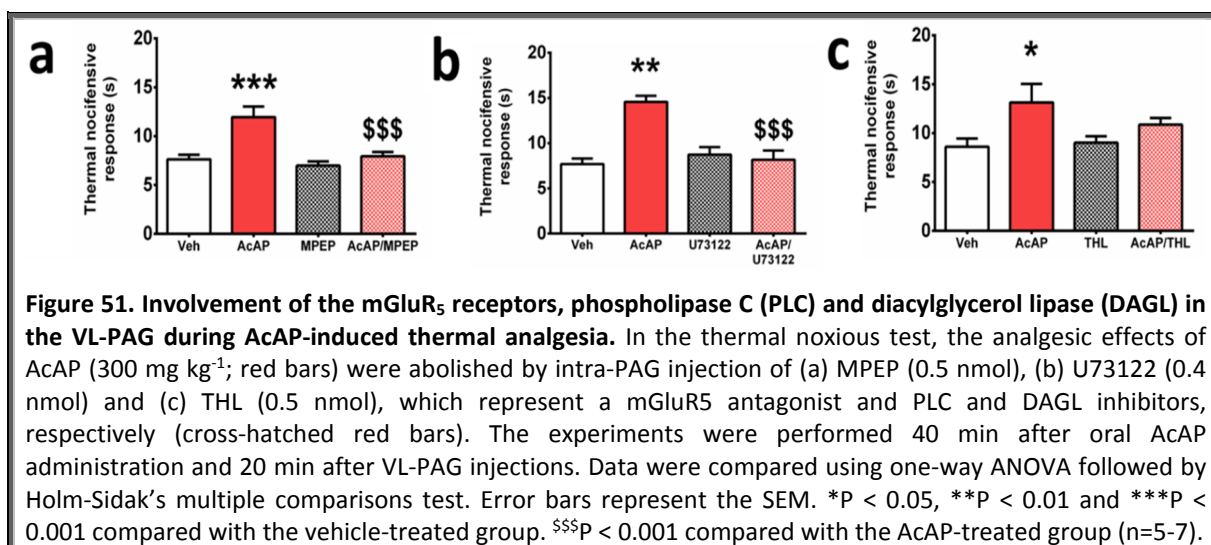 a
Thermal nocifensive
response (s)
20
15
10
5
0
***
$$$
Veh AcAP MPEP AcAP/MPEP
b
Thermal nocifensive
response (s)
20
15
10
5
0
**
$$$
Veh AcAP U73122 AcAP/
U73122
c
Thermal nocifensive
response (s)
20
15
10
5
0
*
Veh AcAP THL AcAP/THL
Figure 51. Involvement of the mGluR₅ receptors, phospholipase C (PLC) and diacylglycerol lipase (DAGL) in
the VL-PAG during AcAP-induced thermal analgesia. In the thermal noxious test, the analgesic effects of
AcAP (300 mg kg⁻¹; red bars) were abolished by intra-PAG injection of (a) MPEP (0.5 nmol), (b) U73122 (0.4
nmol) and (c) THL (0.5 nmol), which represent a mGluR5 antagonist and PLC and DAGL inhibitors,
respectively (cross-hatched red bars). The experiments were performed 40 min after oral AcAP
administration and 20 min after VL-PAG injections. Data were compared using one-way ANOVA followed by
Holm-Sidak’s multiple comparisons test. Error bars represent the SEM. *P < 0.05, **P < 0.01 and ***P <
0.001 compared with the vehicle-treated group. $$$P < 0.001 compared with the AcAP-treated group (n=5-7).